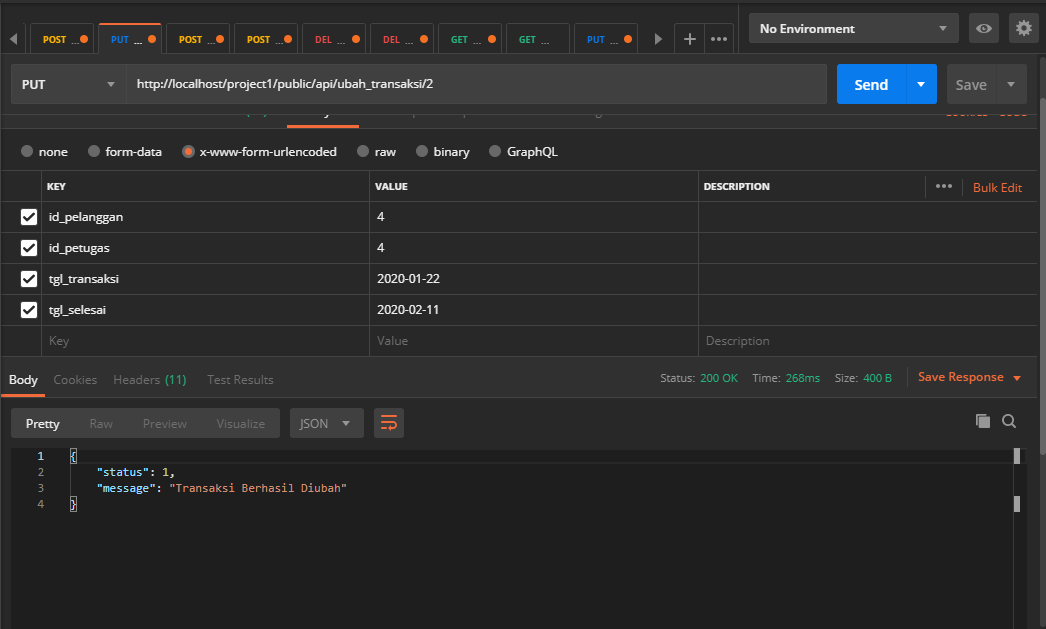 POST ... PUT ... POST ... POST ... DEL ... DEL ... GET ... GET ... PUT ... No Environment
PUT http://localhost/project1/public/api/ubah_transaksi/2 Send Save
none form-data x-www-form-urlencoded raw binary GraphQL
KEY VALUE DESCRIPTION ••• Bulk Edit
id_pelanggan 4
id_petugas 4
tgl_transaksi 2020-01-22
tgl_selesai 2020-02-11
Key Value Description
Body Cookies Headers (11) Test Results Status: 200 OK Time: 268ms Size: 400 B Save Response
Pretty Raw Preview Visualize JSON
1 {
2 "status": 1,
3 "message": "Transaksi Berhasil Diubah"
4 }